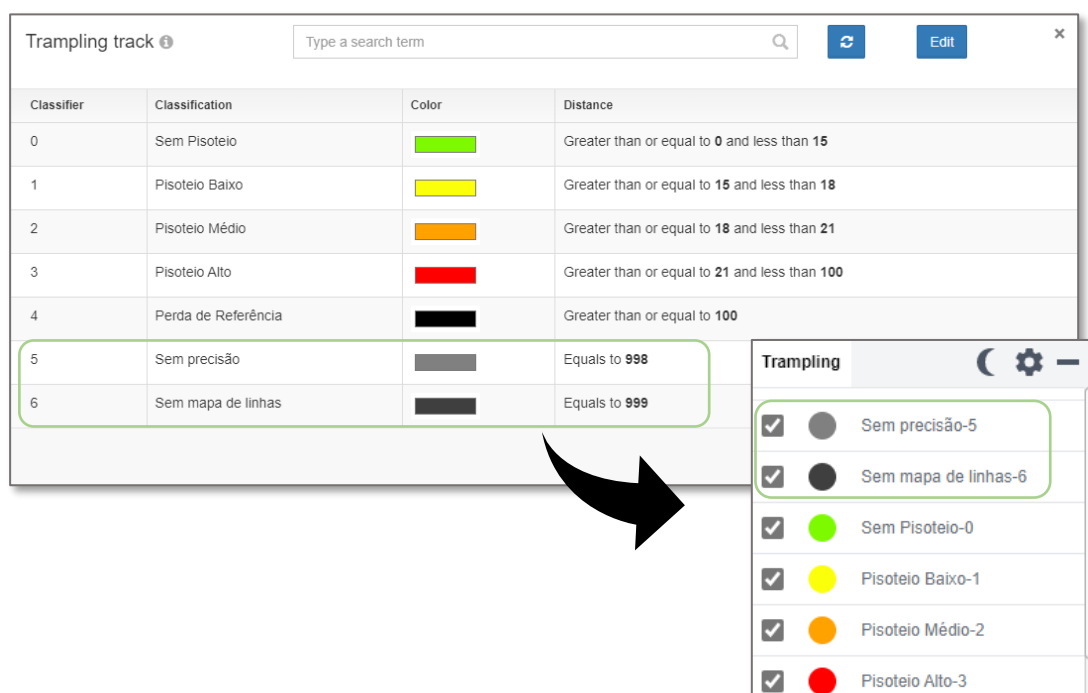 Trampling track
Type a search term
Edit
Classifier Classification Color Distance
0 Sem Pisoteio Greater than or equal to 0 and less than 15
1 Pisoteio Baixo Greater than or equal to 15 and less than 18
2 Pisoteio Médio Greater than or equal to 18 and less than 21
3 Pisoteio Alto Greater than or equal to 21 and less than 100
4 Perda de Referência Greater than or equal to 100
5 Sem precisão Equals to 998
6 Sem mapa de linhas Equals to 999
Trampling
Sem precisão-5
Sem mapa de linhas-6
Sem Pisoteio-0
Pisoteio Baixo-1
Pisoteio Médio-2
Pisoteio Alto-3